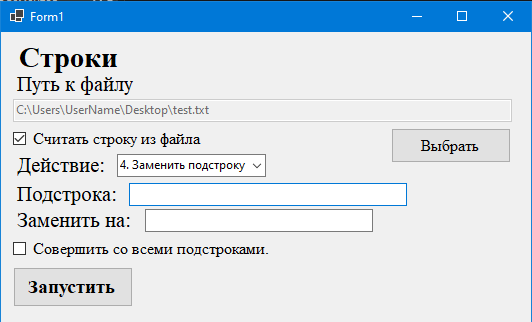 Form1
Строки
Путь к файлу
C:\Users\UserName\Desktop\test.txt
Считать строку из файла
Выбрать
Действие: 4. Заменить подстроку
Подстрока:
Заменить на:
Совершить со всеми подстроками.
Запустить